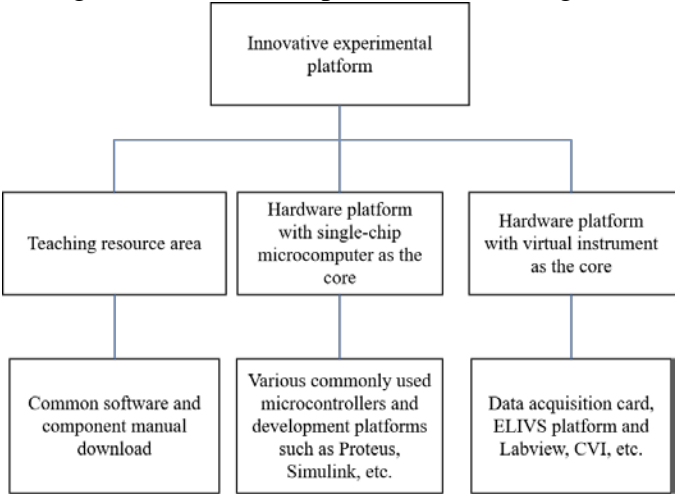 Innovative experimental
platform
Teaching resource area
Hardware platform
with single-chip
microcomputer as the
core
Hardware platform
with virtual instrument
as the core
Common software and
component manual
download
Various commonly used
microcontrollers and
development platforms
such as Proteus,
Simulink, etc.
Data acquisition card,
ELIVS platform and
Labview, CVI, etc.